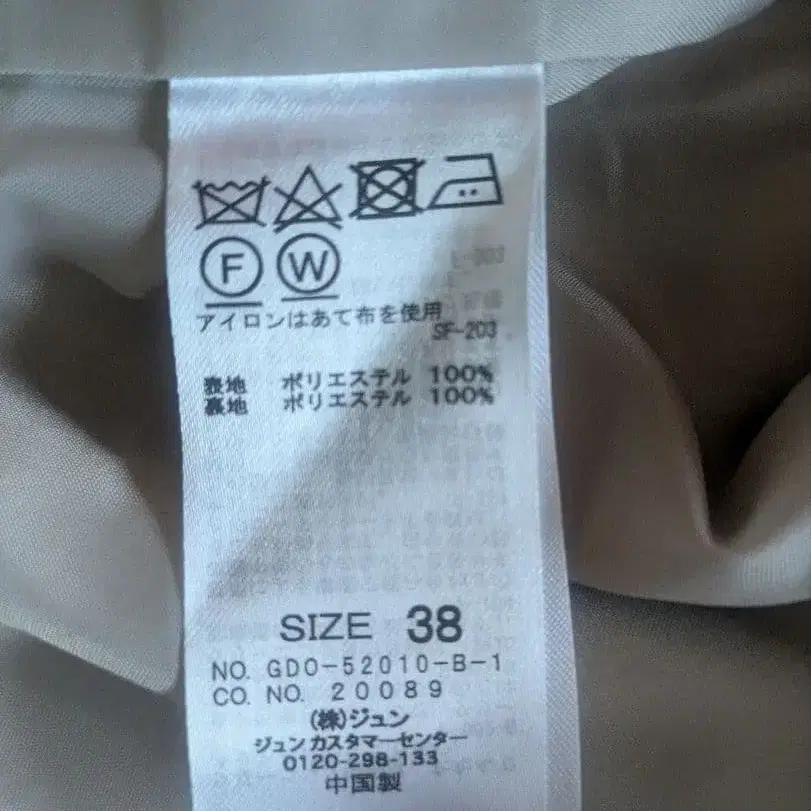 F W
アイロンはあて布を使用
SF-203
表地 ポリエステル 100%
裏地 ポリエステル 100%
SIZE 38
NO. GDO-52010-B-1
CO. NO. 20089
(株)ジュン
ジュンカスタマーセンター
0120-298-133
中国製